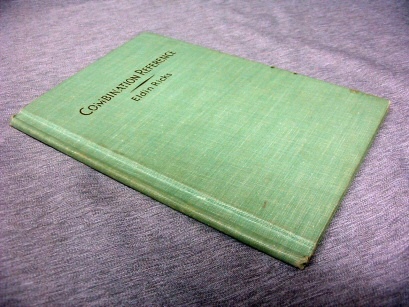 COMBINATION REFERENCE
Eldin Ricks